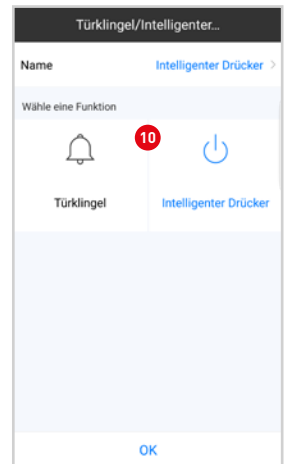 Türklingel/Intelligenter...
Name Intelligenter Drücker >
Wähle eine Funktion
10
Türklingel Intelligenter Drücker
OK